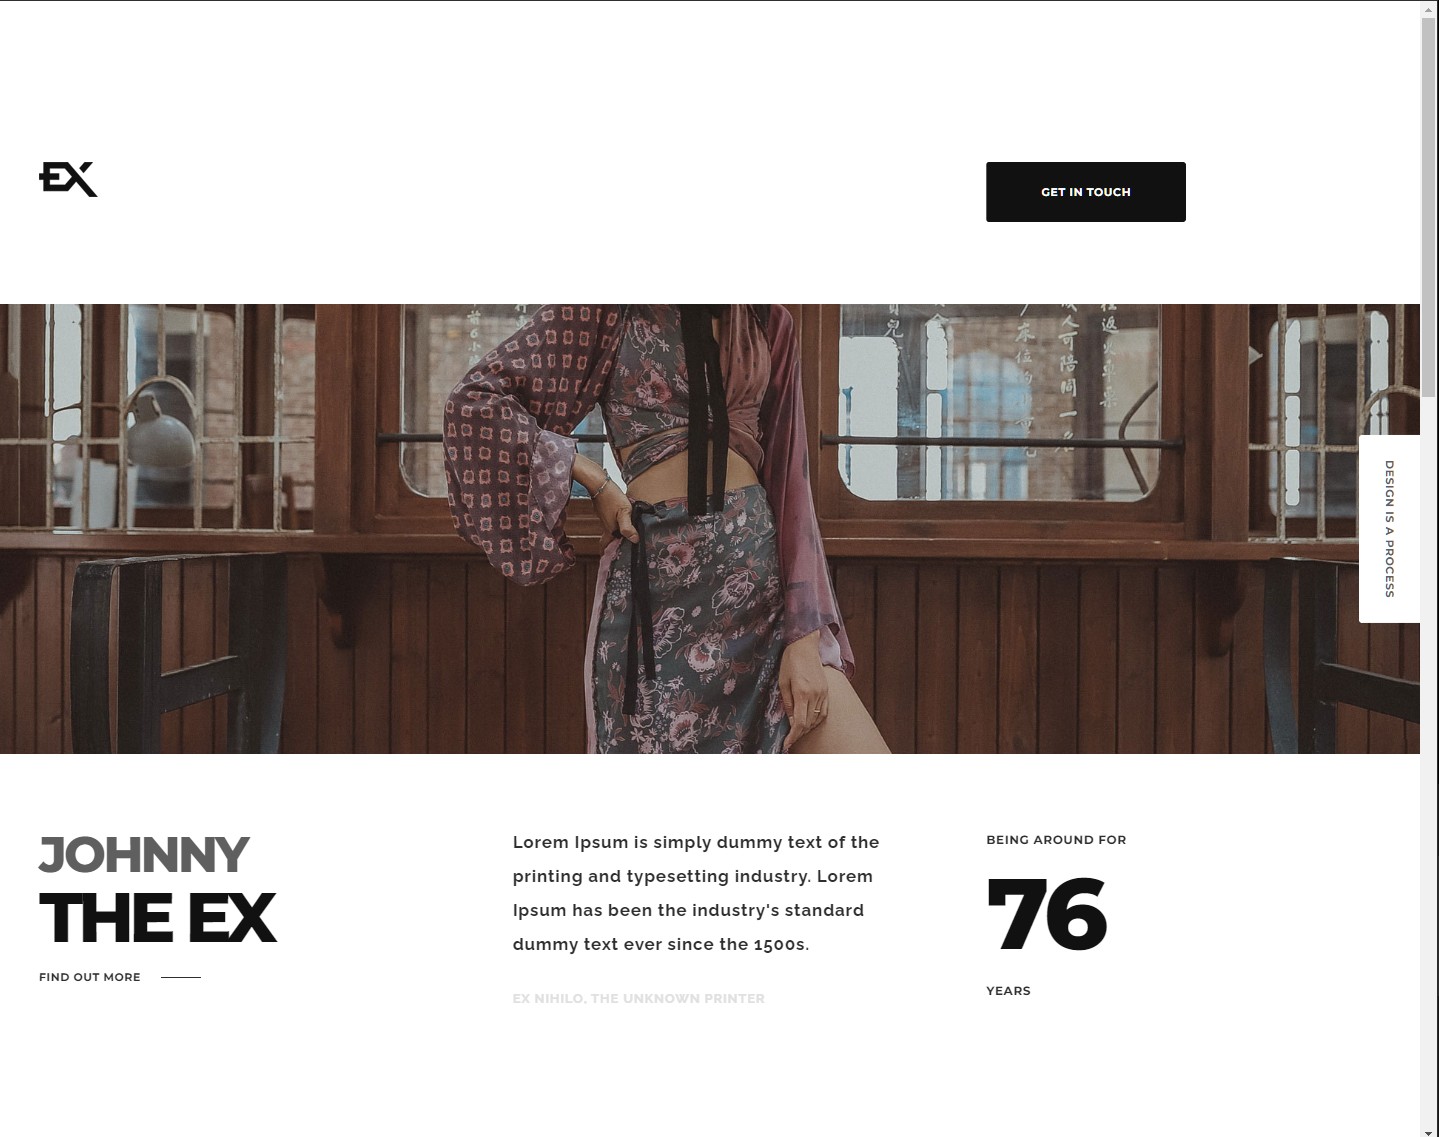 EX
GET IN TOUCH
DESIGN IS A PROCESS
JOHNNY
THE EX
FIND OUT MORE
Lorem Ipsum is simply dummy text of the
printing and typesetting industry. Lorem
Ipsum has been the industry's standard
dummy text ever since the 1500s.
EX NIHILO, THE UNKNOWN PRINTER
BEING AROUND FOR
76
YEARS